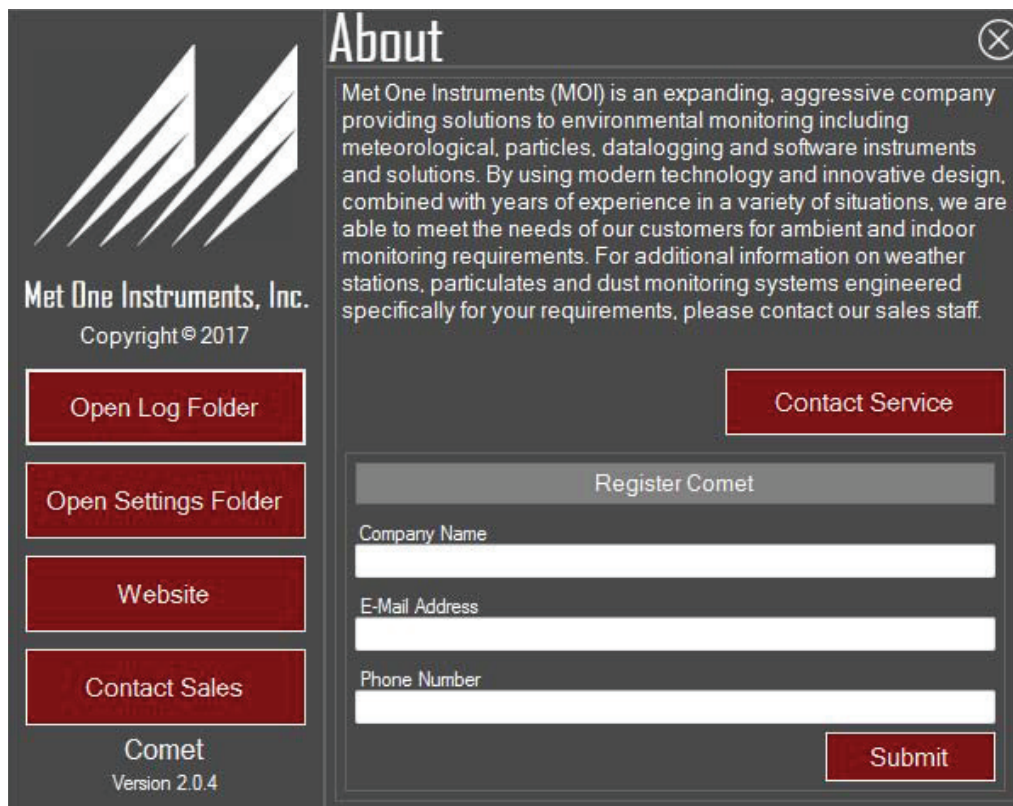 About
Met One Instruments (MOI) is an expanding, aggressive company
providing solutions to environmental monitoring including
meteorological, particles, datalogging and software instruments
and solutions. By using modern technology and innovative design,
combined with years of experience in a variety of situations, we are
able to meet the needs of our customers for ambient and indoor
monitoring requirements. For additional information on weather
stations, particulates and dust monitoring systems engineered
specifically for your requirements, please contact our sales staff.
Met One Instruments, Inc.
Copyright © 2017
Open Log Folder
Open Settings Folder
Website
Contact Sales
Comet
Version 2.0.4
Contact Service
Register Comet
Company Name
E-Mail Address
Phone Number
Submit